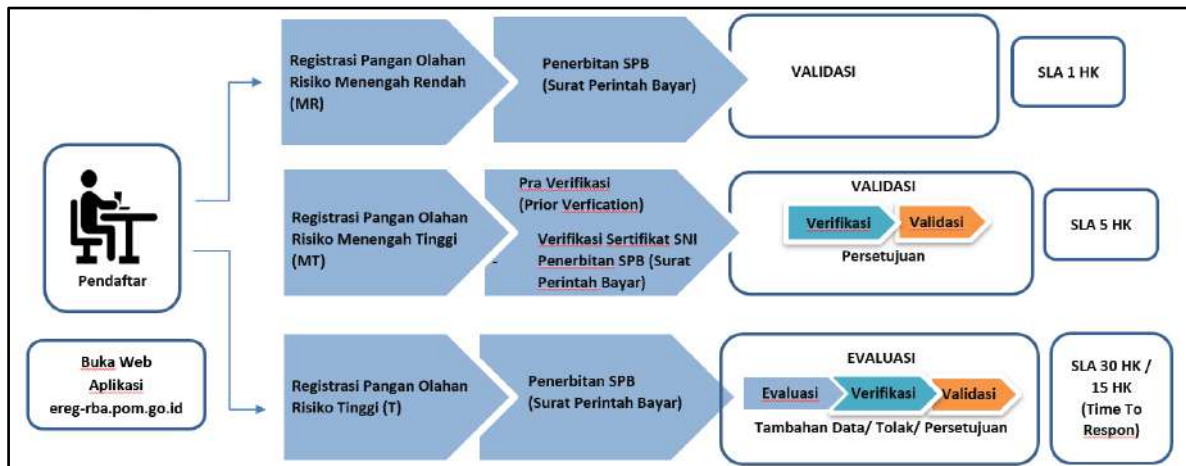 Registrasi Pangan Olahan
Risiko Menengah Rendah
(MR)
Penerbitan SPB
(Surat Perintah Bayar)
VALIDASI
SLA 1 HK
Pendaftar
Registrasi Pangan Olahan
Risiko Menengah Tinggi
(MT)
Pra Verifikasi
(Prior Verfication)
Verifikasi Sertifikat SNI
- Penerbitan SPB (Surat
Perintah Bayar)
VALIDASI
Verifikasi
Validasi
Persetujuan
SLA 5 HK
Buka Web
Aplikasi
ereg-rba.pom.go.id
Registrasi Pangan Olahan
Risiko Tinggi (T)
Penerbitan SPB
(Surat Perintah Bayar)
EVALUASI
Evaluasi
Verifikasi
Validasi
Tambahan Data/ Tolak/ Persetujuan
SLA 30 HK /
15 HK
(Time To
Respon)